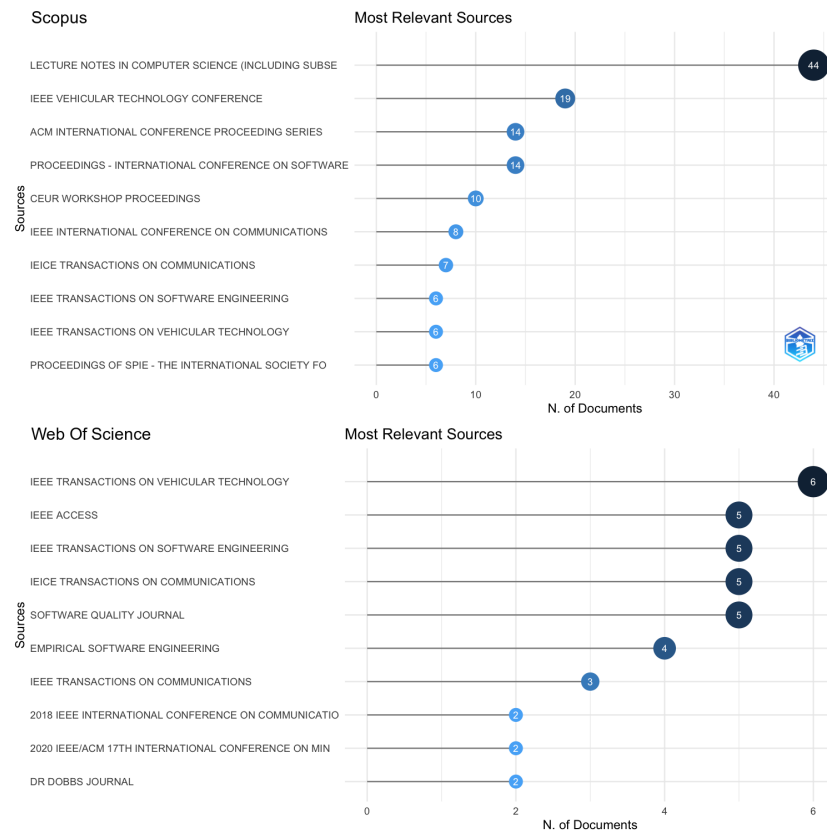 Scopus
Most Relevant Sources
LECTURE NOTES IN COMPUTER SCIENCE (INCLUDING SUBSE
44
IEEE VEHICULAR TECHNOLOGY CONFERENCE
19
ACM INTERNATIONAL CONFERENCE PROCEEDING SERIES
14
PROCEEDINGS - INTERNATIONAL CONFERENCE ON SOFTWARE
14
CEUR WORKSHOP PROCEEDINGS
10
IEEE INTERNATIONAL CONFERENCE ON COMMUNICATIONS
8
IEICE TRANSACTIONS ON COMMUNICATIONS
7
IEEE TRANSACTIONS ON SOFTWARE ENGINEERING
6
IEEE TRANSACTIONS ON VEHICULAR TECHNOLOGY
6
PROCEEDINGS OF SPIE - THE INTERNATIONAL SOCIETY FO
6
Sources
0 10 20 30 40
N. of Documents
Web Of Science
Most Relevant Sources
IEEE TRANSACTIONS ON VEHICULAR TECHNOLOGY
6
IEEE ACCESS
5
IEEE TRANSACTIONS ON SOFTWARE ENGINEERING
5
IEICE TRANSACTIONS ON COMMUNICATIONS
5
SOFTWARE QUALITY JOURNAL
5
EMPIRICAL SOFTWARE ENGINEERING
4
IEEE TRANSACTIONS ON COMMUNICATIONS
3
2018 IEEE INTERNATIONAL CONFERENCE ON COMMUNICATIO
2
2020 IEEE/ACM 17TH INTERNATIONAL CONFERENCE ON MIN
2
DR DOBBS JOURNAL
2
Sources
0 2 4 6
N. of Documents